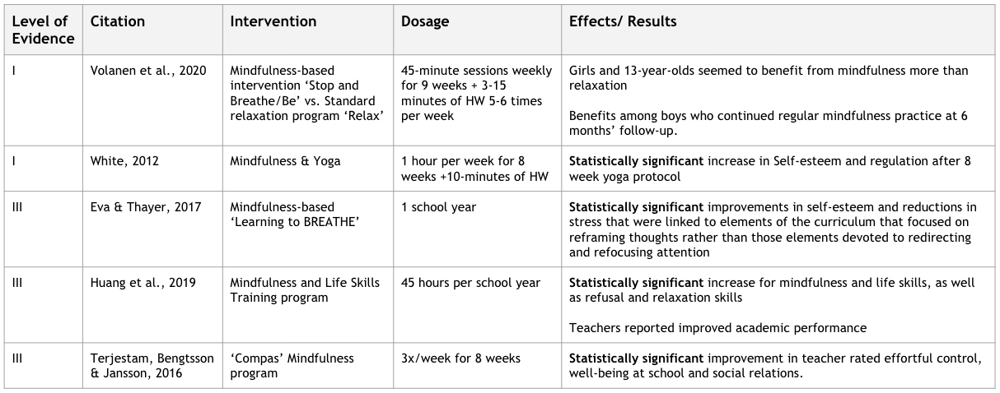 Level of
Evidence
Citation
Intervention
Dosage
Effects/ Results
I
Volanen et al., 2020
Mindfulness-based
intervention ‘Stop and
Breathe/Be’ vs. Standard
relaxation program ‘Relax’
45-minute sessions weekly
for 9 weeks + 3-15
minutes of HW 5-6 times
per week
Girls and 13-year-olds seemed to benefit from mindfulness more than
relaxation
Benefits among boys who continued regular mindfulness practice at 6
months’ follow-up.
I
White, 2012
Mindfulness & Yoga
1 hour per week for 8
weeks +10-minutes of HW
Statistically significant increase in Self-esteem and regulation after 8
week yoga protocol
III
Eva & Thayer, 2017
Mindfulness-based
‘Learning to BREATHE’
1 school year
Statistically significant improvements in self-esteem and reductions in
stress that were linked to elements of the curriculum that focused on
reframing thoughts rather than those elements devoted to redirecting
and refocusing attention
III
Huang et al., 2019
Mindfulness and Life Skills
Training program
45 hours per school year
Statistically significant increase for mindfulness and life skills, as well
as refusal and relaxation skills
Teachers reported improved academic performance
III
Terjestam, Bengtsson
& Jansson, 2016
‘Compas’ Mindfulness
program
3x/week for 8 weeks
Statistically significant improvement in teacher rated effortful control,
well-being at school and social relations.